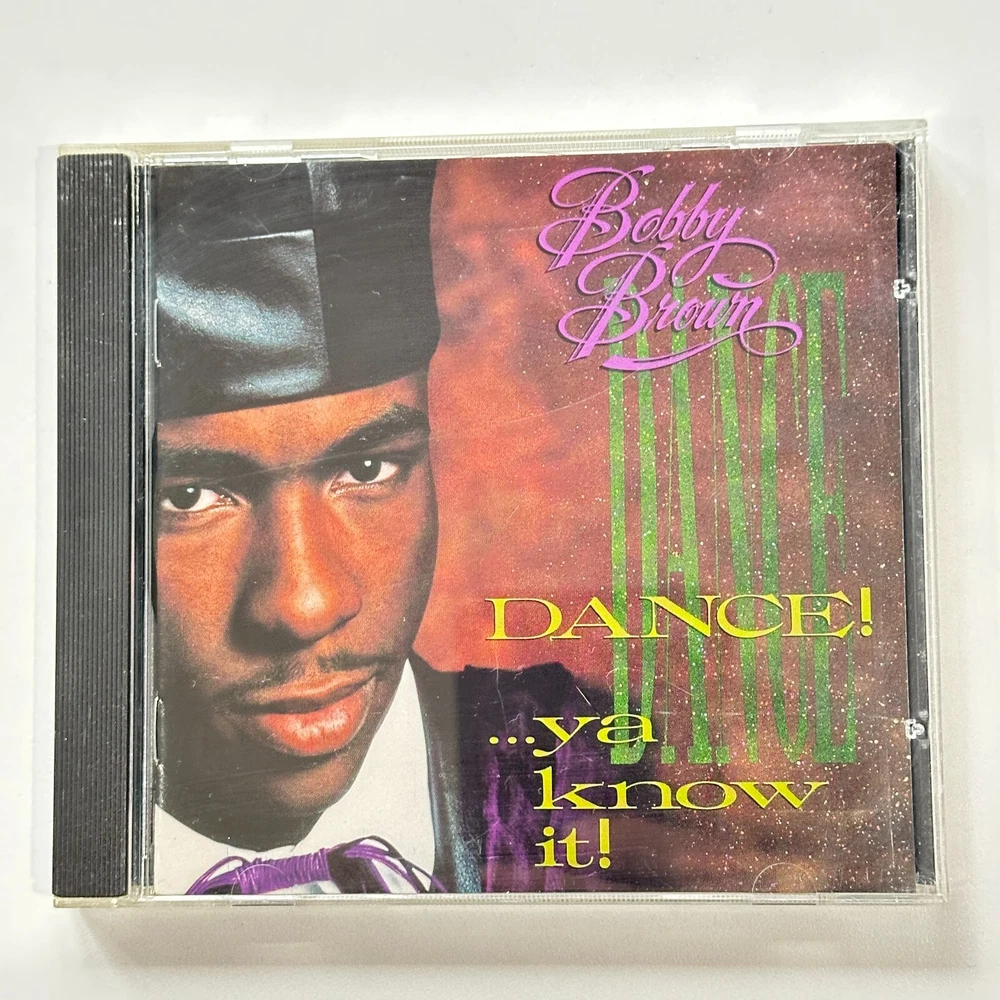 Bobby
Brown
DANCE
DANCE!
...ya
know
it!